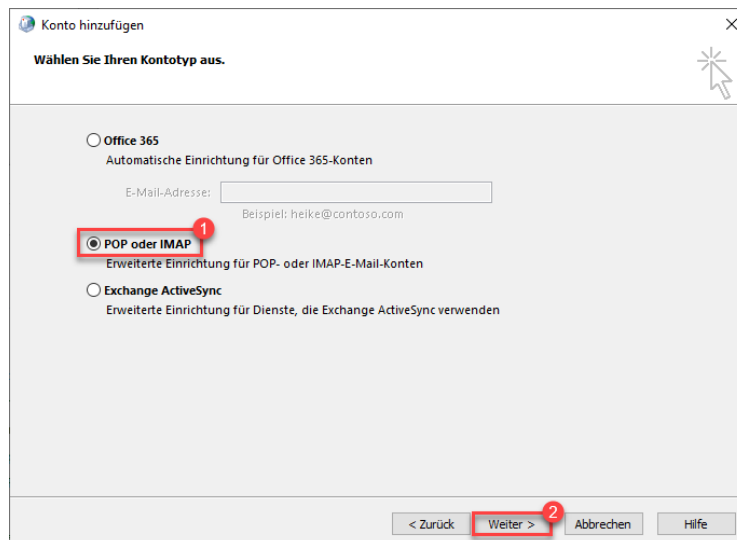 Konto hinzufügen
Wählen Sie Ihren Kontotyp aus.
Office 365
Automatische Einrichtung für Office 365-Konten
E-Mail-Adresse:
Beispiel: heike@contoso.com
1
POP oder IMAP
Erweiterte Einrichtung für POP- oder IMAP-E-Mail-Konten
Exchange ActiveSync
Erweiterte Einrichtung für Dienste, die Exchange ActiveSync verwenden
2
< Zurück Weiter > Abbrechen Hilfe